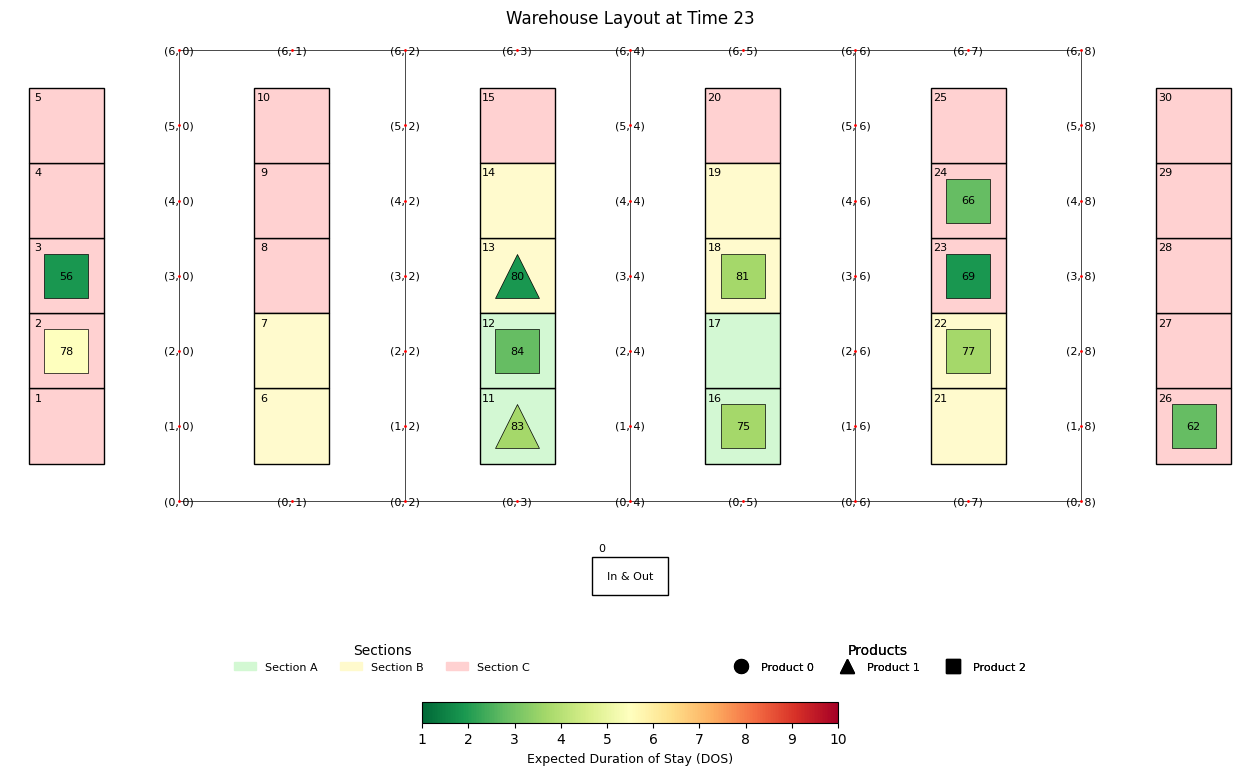 Warehouse Layout at Time 23
(6, 0) (6, 1) (6, 2) (6, 3) (6, 4) (6, 5) (6, 6) (6, 7) (6, 8)
5 10 15 20 25 30
(5, 0) (5, 2) (5, 4) (5, 6) (5, 8)
4 9 14 19 24 29
(4, 0) (4, 2) (4, 4) (4, 6) 66 (4, 8)
3 8 13 18 23 28
56 (3, 0) (3, 2) 80 (3, 4) 81 (3, 6) 69 (3, 8)
2 7 12 17 22 27
78 (2, 0) (2, 2) 84 (2, 4) (2, 6) 77 (2, 8)
1 6 11 16 21 26
(1, 0) (1, 2) 83 (1, 4) 75 (1, 6) (1, 8) 62
(0, 0) (0, 1) (0, 2) (0, 3) (0, 4) (0, 5) (0, 6) (0, 7) (0, 8)
0
In & Out
Sections Products
Section A Section B Section C Product 0 Product 1 Product 2
1 2 3 4 5 6 7 8 9 10
Expected Duration of Stay (DOS)